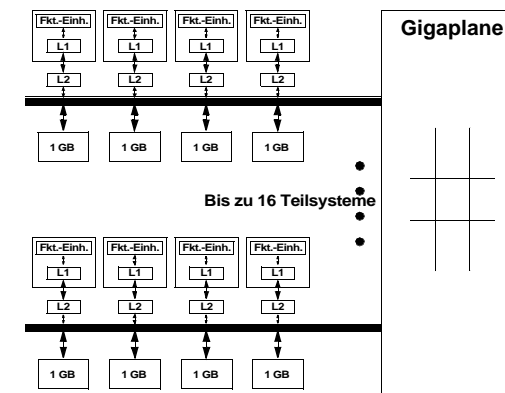 Fkt.-Einh. Fkt.-Einh. Fkt.-Einh. Fkt.-Einh. Gigaplane
L1 L1 L1 L1
L2 L2 L2 L2
1 GB 1 GB 1 GB 1 GB
Bis zu 16 Teilsysteme
Fkt.-Einh. Fkt.-Einh. Fkt.-Einh. Fkt.-Einh.
L1 L1 L1 L1
L2 L2 L2 L2
1 GB 1 GB 1 GB 1 GB